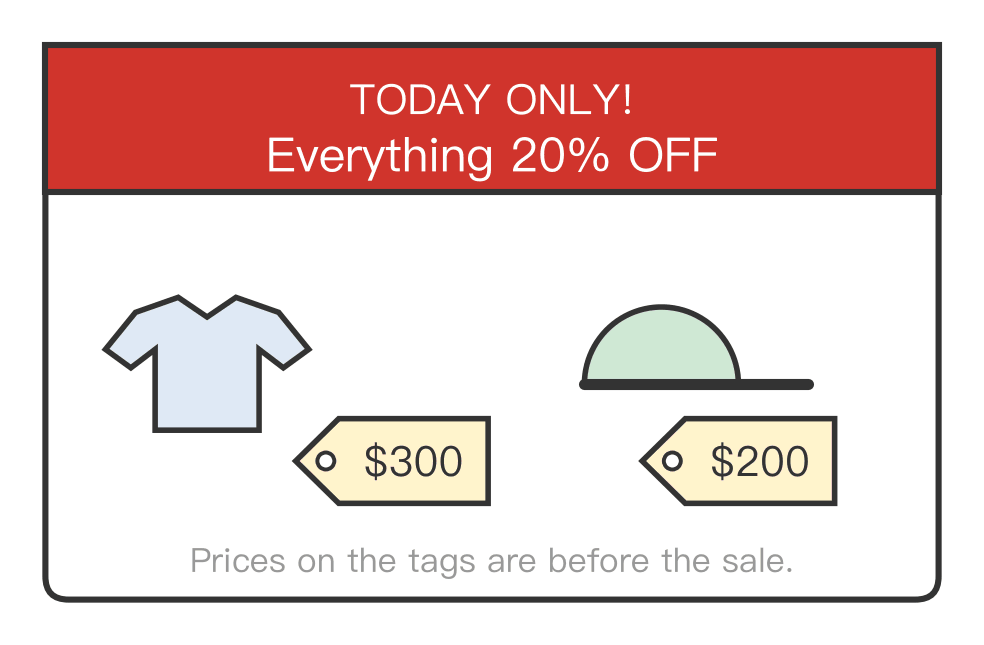 TODAY ONLY!
Everything 20% OFF
$300
$200
Prices on the tags are before the sale.